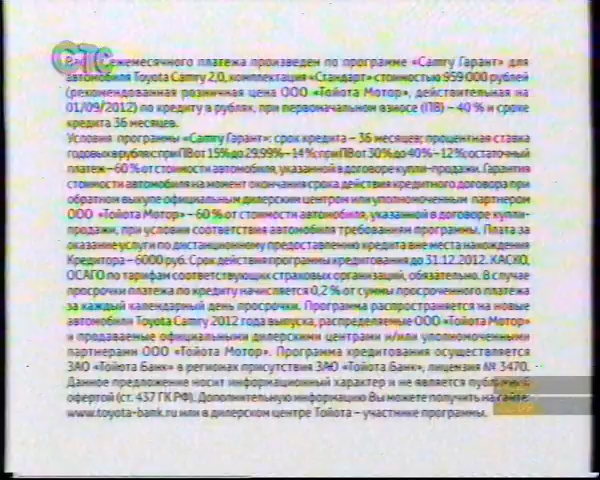 СТС
ежемесячного платежа произведен по программе «Camry Гарант» для
автомобиля Toyota Camry 2.0, комплектация «Стандарт» стоимостью 959 000 рублей
(рекомендованная розничная цена ООО «Тойота Мотор», действительная на
01/09/2012) по кредиту в рублях, при первоначальном взносе (ПВ) – 40 % и сроке
кредита 36 месяцев.
Условия программы «Camry Гарант»: срок кредита – 36 месяцев; процентная ставка
годовых в рублях: при ПВ от 15% до 29,99% – 14 %; при ПВ от 30% до 40% – 12 %; остаточный
платеж – 60 % от стоимости автомобиля, указанной в договоре купли-продажи. Гарантия
стоимости автомобиля на момент окончания срока действия кредитного договора при
обратном выкупе официальным дилерским центром или уполномоченным партнером
ООО «Тойота Мотор» – 60 % от стоимости автомобиля, указанной в договоре купли-
продажи, при условии соответствия автомобиля требованиям программы. Плата за
оказание услуги по дистанционному предоставлению кредита вне места нахождения
Кредитора – 6000 руб. Срок действия программы кредитования до 31.12.2012. КАСКО,
ОСАГО по тарифам соответствующих страховых организаций, обязательно. В случае
просрочки платежа по кредиту начисляется 0,2 % от суммы просроченного платежа
за каждый календарный день просрочки. Программа распространяется на новые
автомобили Toyota Camry 2012 года выпуска, распределяемые ООО «Тойота Мотор»
и продаваемые официальными дилерскими центрами и/или уполномоченными
партнерами ООО «Тойота Мотор». Программа кредитования осуществляется
ЗАО «Тойота Банк» в регионах присутствия ЗАО «Тойота Банк», лицензия № 3470.
Данное предложение носит информационный характер и не является публичной
офертой (ст. 437 ГК РФ). Дополнительную информацию Вы можете получить на сайте:
www.toyota-bank.ru или в дилерском центре Тойота – участнике программы.